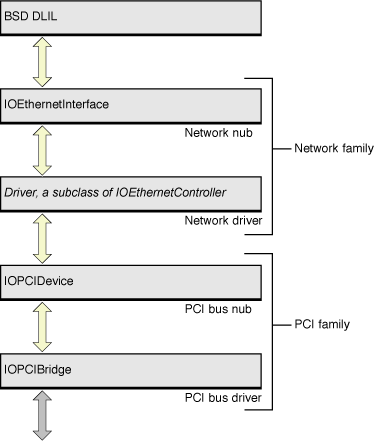 BSD DLIL
IOEthernetInterface
Network nub
Network family
Driver, a subclass of IOEthernetController
Network driver
IOPCIDevice
PCI bus nub
PCI family
IOPCIBridge
PCI bus driver